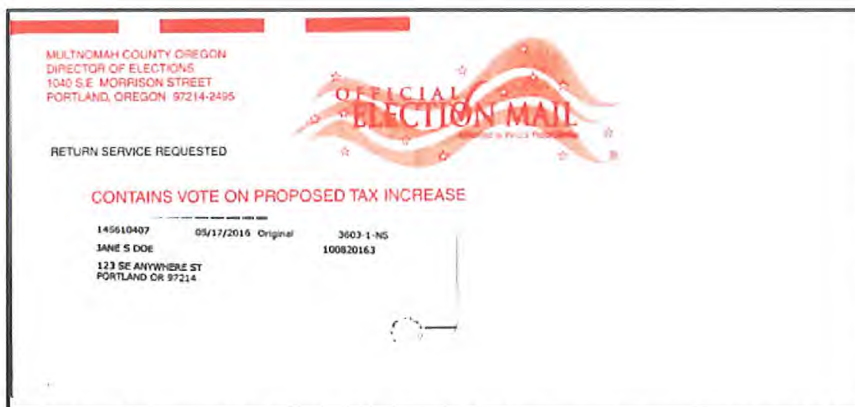 MULTNOMAH COUNTY OREGON
DIRECTOR OF ELECTIONS
1040 S.E. MORRISON STREET
PORTLAND, OREGON 97214-2495
OFFICIAL
ELECTION MAIL
RETURN SERVICE REQUESTED
CONTAINS VOTE ON PROPOSED TAX INCREASE
145610407 05/17/2016 Original 3603-1-NS
JANE S DOE 100820163
123 SE ANYWHERE ST
PORTLAND OR 97214